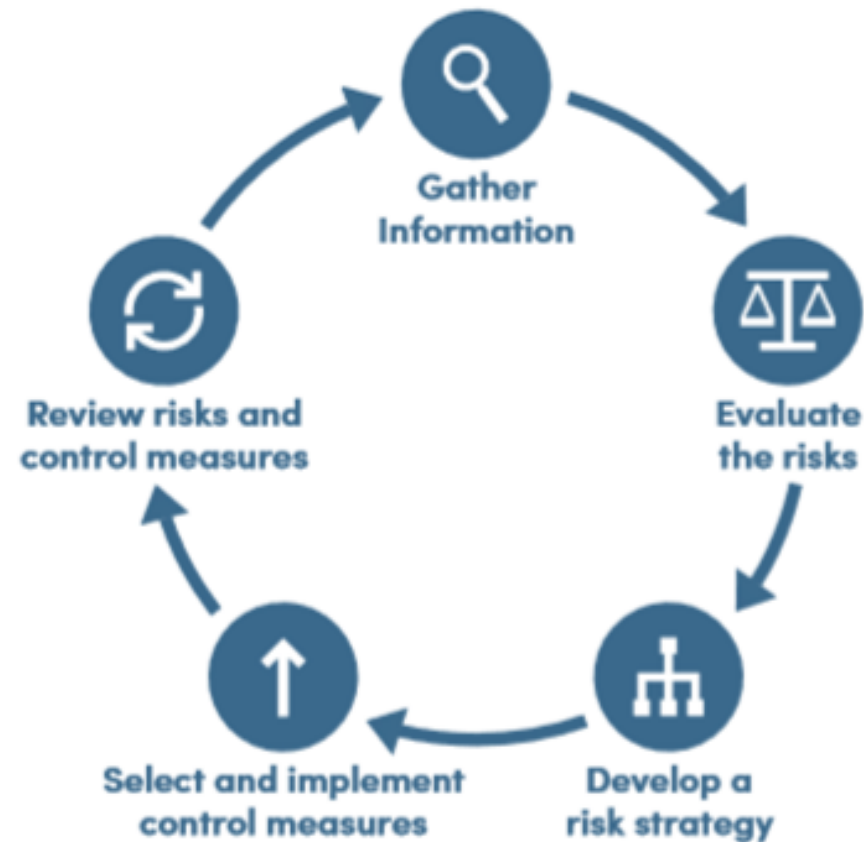 Gather
Information
Evaluate
the risks
Develop a
risk strategy
Select and implement
control measures
Review risks and
control measures